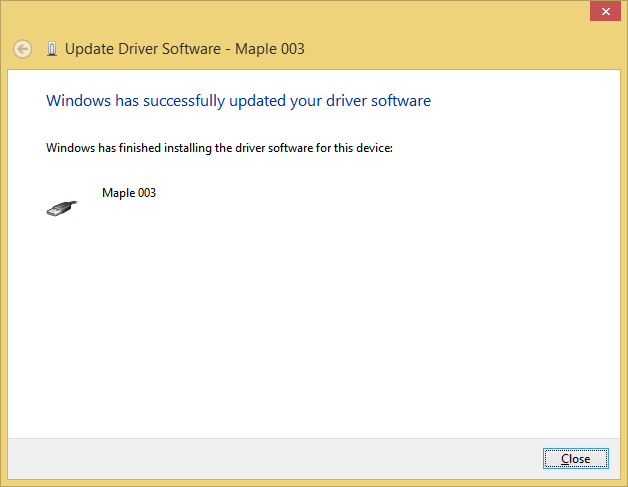 Update Driver Software - Maple 003
Windows has successfully updated your driver software
Windows has finished installing the driver software for this device:
Maple 003
Close